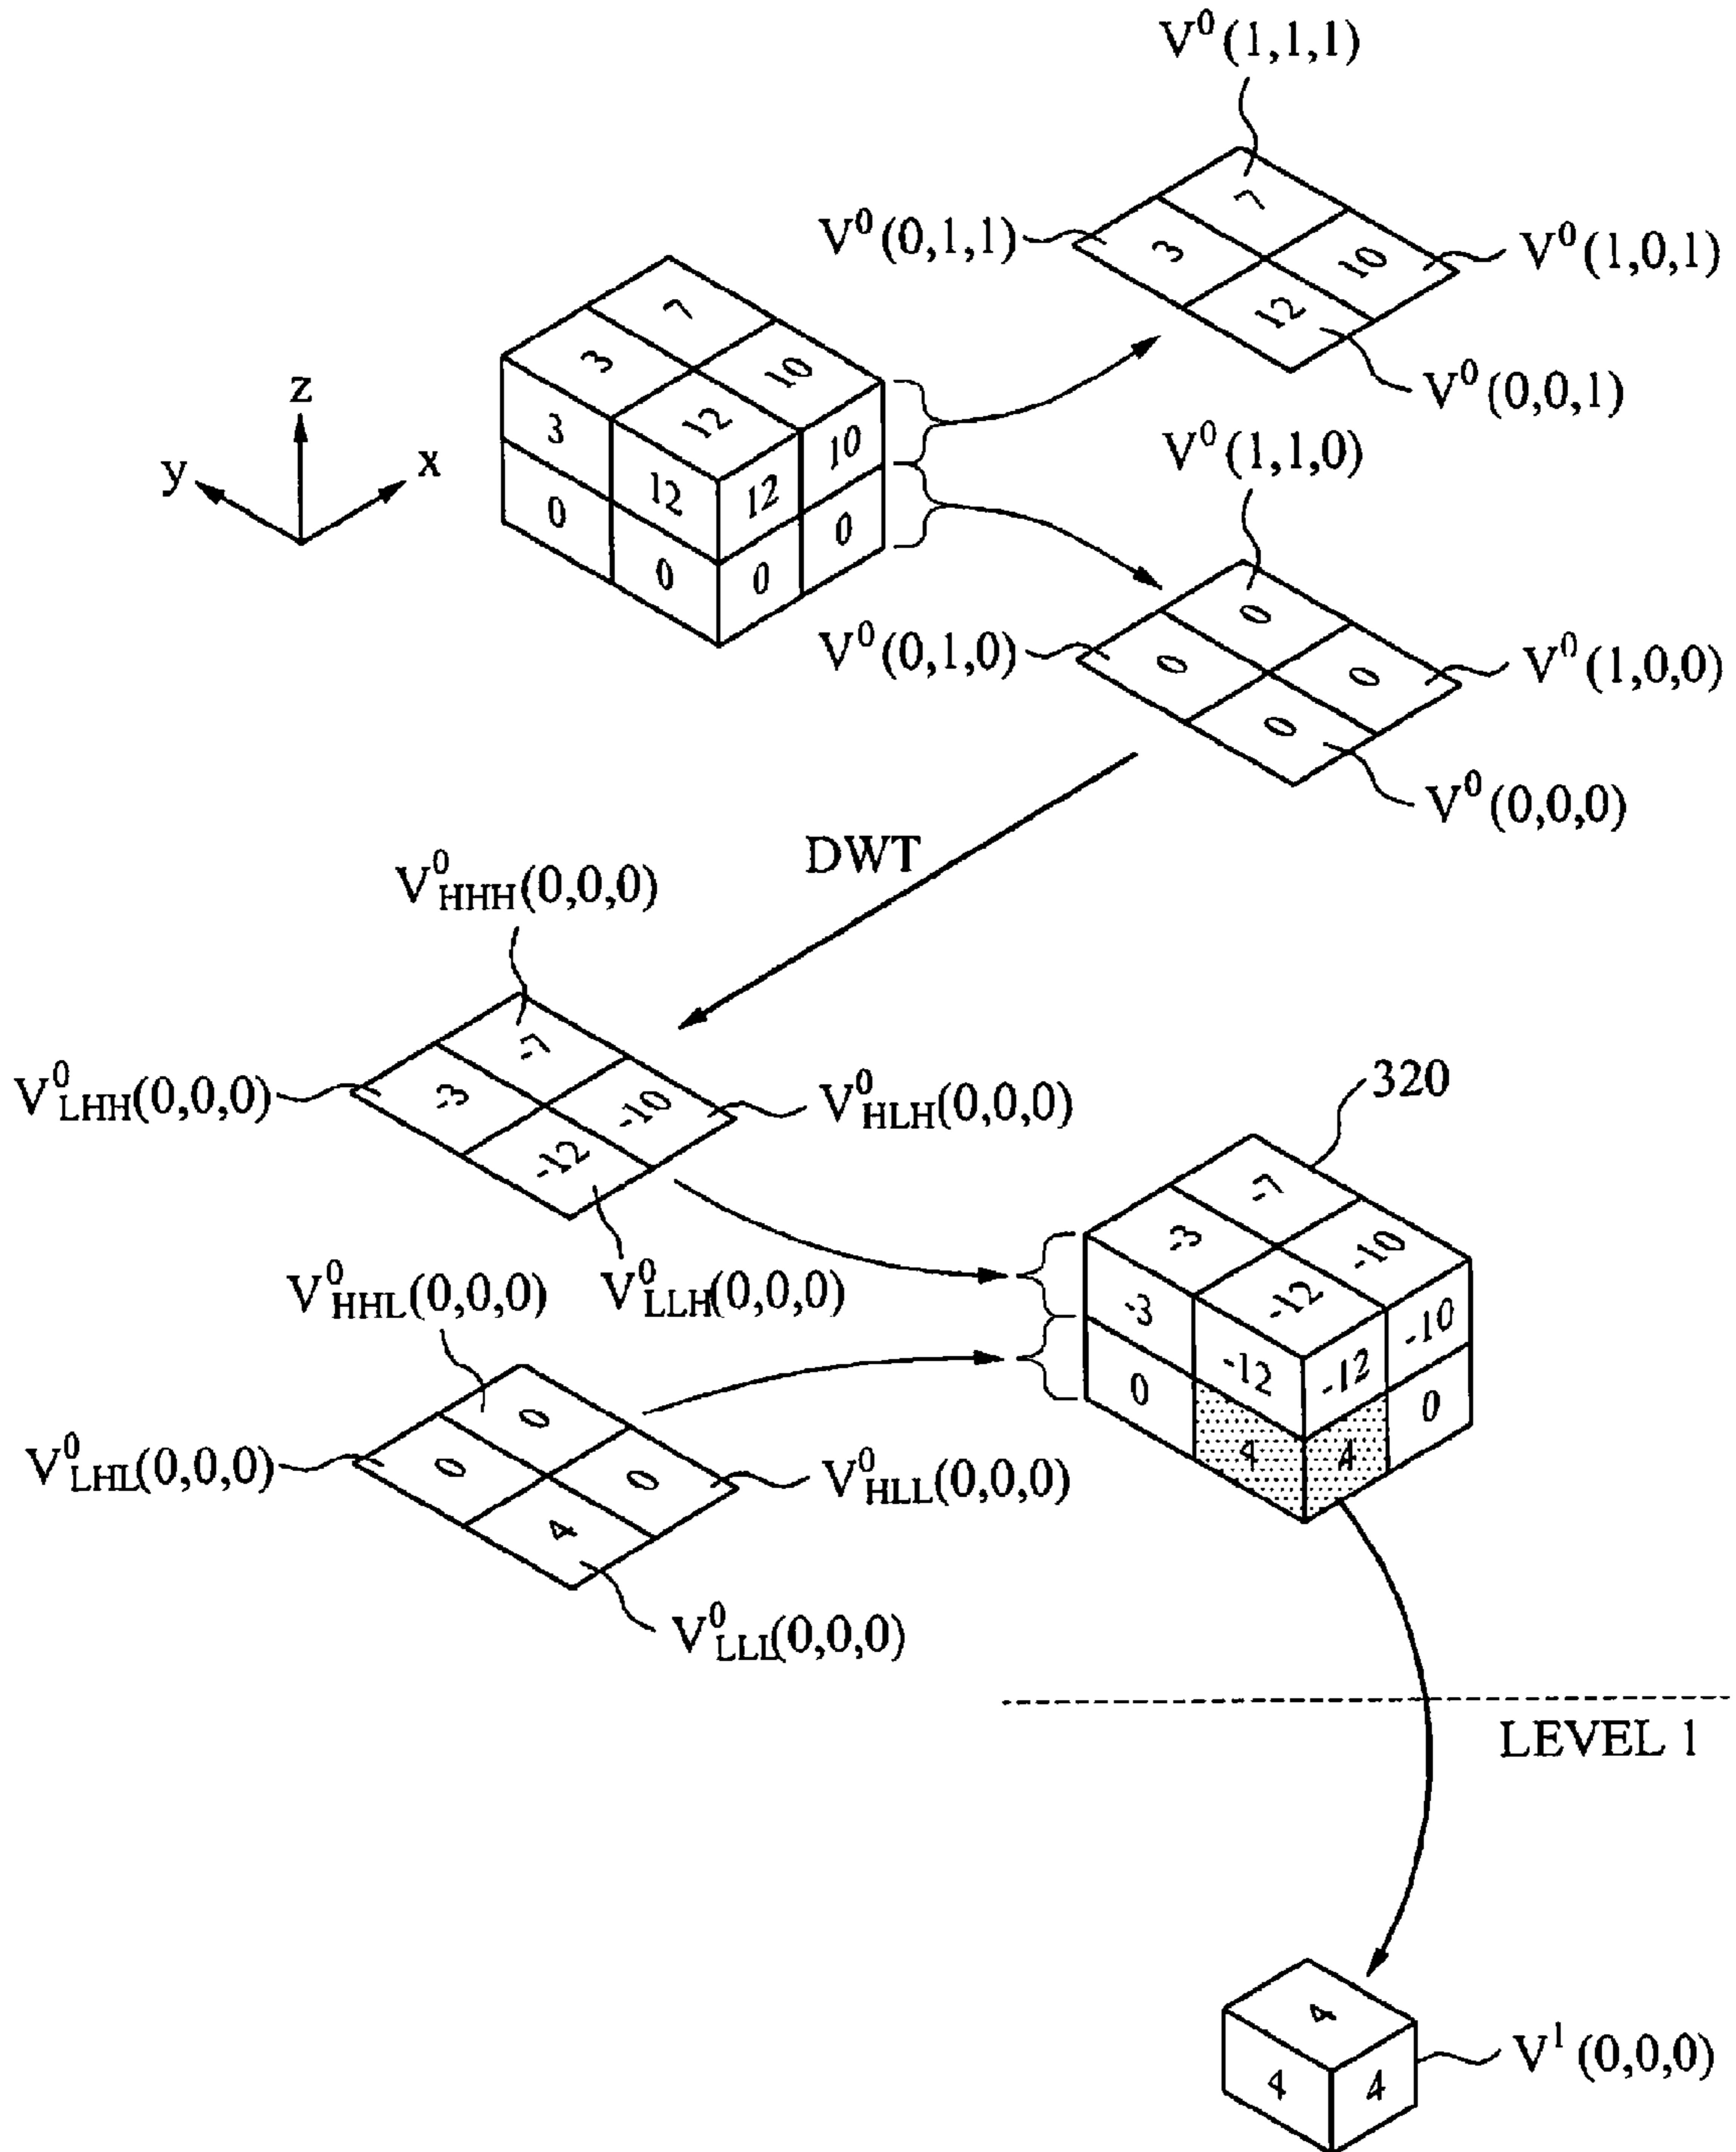 V⁰(1,1,1)
7
V⁰(0,1,1)
3
10
V⁰(1,0,1)
12
V⁰(0,0,1)
z
y
x
7
3
10
12
3
12
12
10
0
0
0
0
V⁰(1,1,0)
0
V⁰(0,1,0)
0
0
V⁰(1,0,0)
0
V⁰(0,0,0)
DWT
V⁰HHH(0,0,0)
-7
V⁰LHH(0,0,0)
-3
-10
V⁰HLH(0,0,0)
-12
V⁰LLH(0,0,0)
320
-7
-3
-10
-12
-3
-12
-12
-10
0
4
4
0
V⁰HHL(0,0,0)
0
V⁰LHL(0,0,0)
0
0
V⁰HLL(0,0,0)
4
V⁰LLL(0,0,0)
LEVEL 1
4
4
4
V¹(0,0,0)